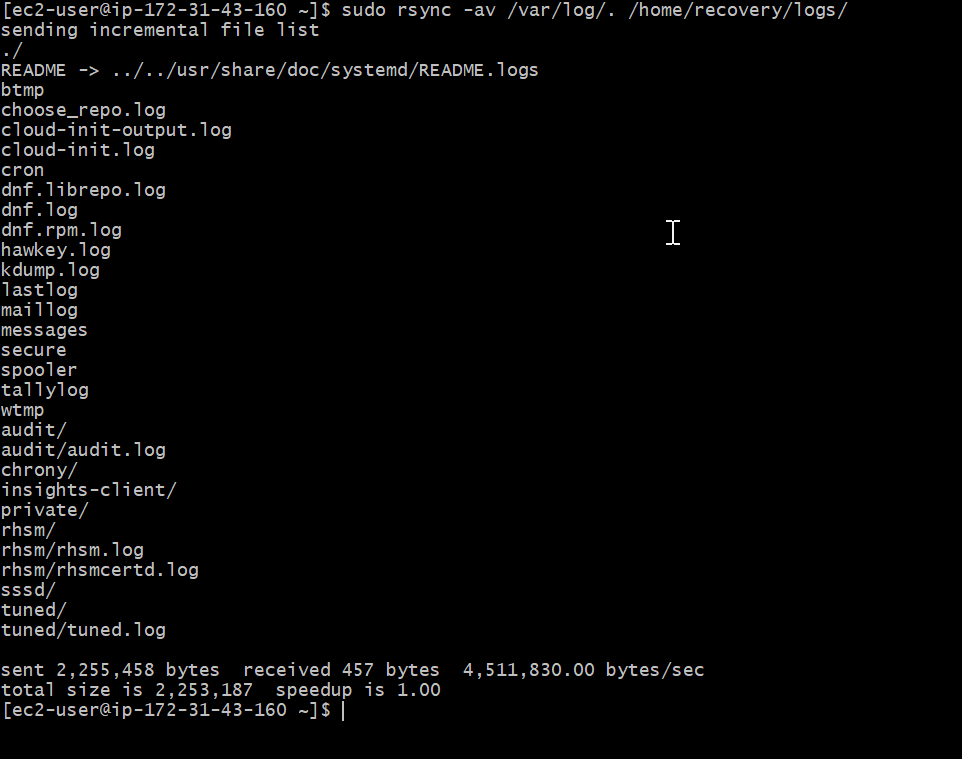 [ec2-user@ip-172-31-43-160 ~]$ sudo rsync -av /var/log/. /home/recovery/logs/
sending incremental file list
./
README -> ../../usr/share/doc/systemd/README.logs
btmp
choose_repo.log
cloud-init-output.log
cloud-init.log
cron
dnf.librepo.log
dnf.log
dnf.rpm.log
hawkey.log
kdump.log
lastlog
maillog
messages
secure
spooler
tallylog
wtmp
audit/
audit/audit.log
chrony/
insights-client/
private/
rhsm/
rhsm/rhsm.log
rhsm/rhsmcertd.log
sssd/
tuned/
tuned/tuned.log

sent 2,255,458 bytes  received 457 bytes  4,511,830.00 bytes/sec
total size is 2,253,187  speedup is 1.00
[ec2-user@ip-172-31-43-160 ~]$